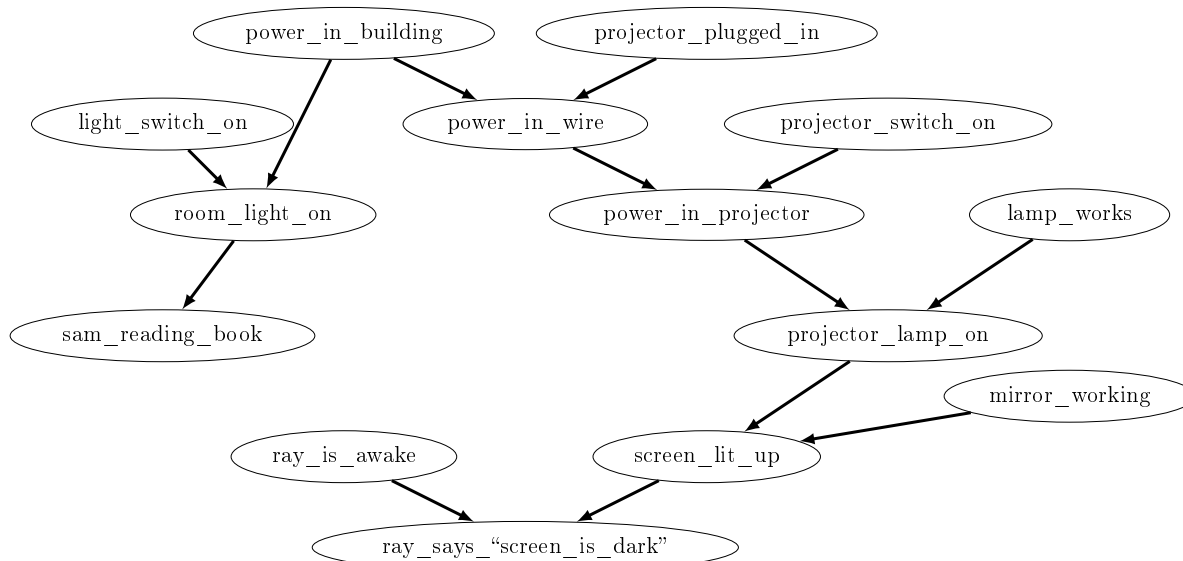 power_in_building
projector_plugged_in
light_switch_on
power_in_wire
projector_switch_on
room_light_on
power_in_projector
lamp_works
sam_reading_book
projector_lamp_on
mirror_working
ray_is_awake
screen_lit_up
ray_says_“screen_is_dark”